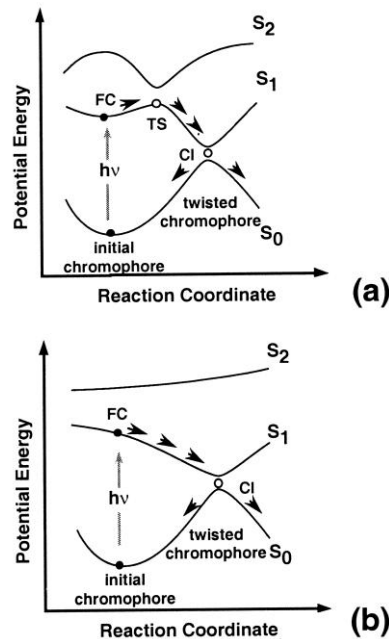 S2
S1
FC
TS
CI
hν
twisted
chromophore
initial
chromophore
S0
Potential Energy
Reaction Coordinate
(a)
S2
FC
S1
CI
hν
twisted
chromophore
S0
initial
chromophore
Potential Energy
Reaction Coordinate
(b)